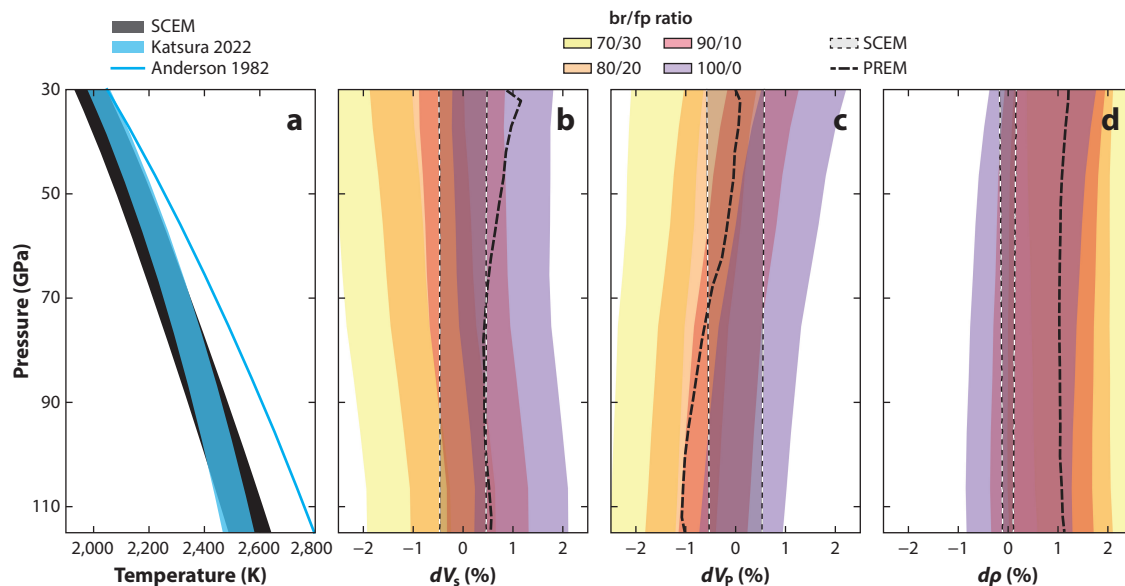 SCEM
Katsura 2022
Anderson 1982
br/fp ratio
70/30
90/10
SCEM
80/20
100/0
PREM
a
b
c
d
30
50
70
90
110
Pressure (GPa)
2,000
2,200
2,400
2,600
2,800
−2
−1
0
1
2
−2
−1
0
1
2
−2
−1
0
1
2
Temperature (K)
dVs (%)
dVP (%)
dρ (%)